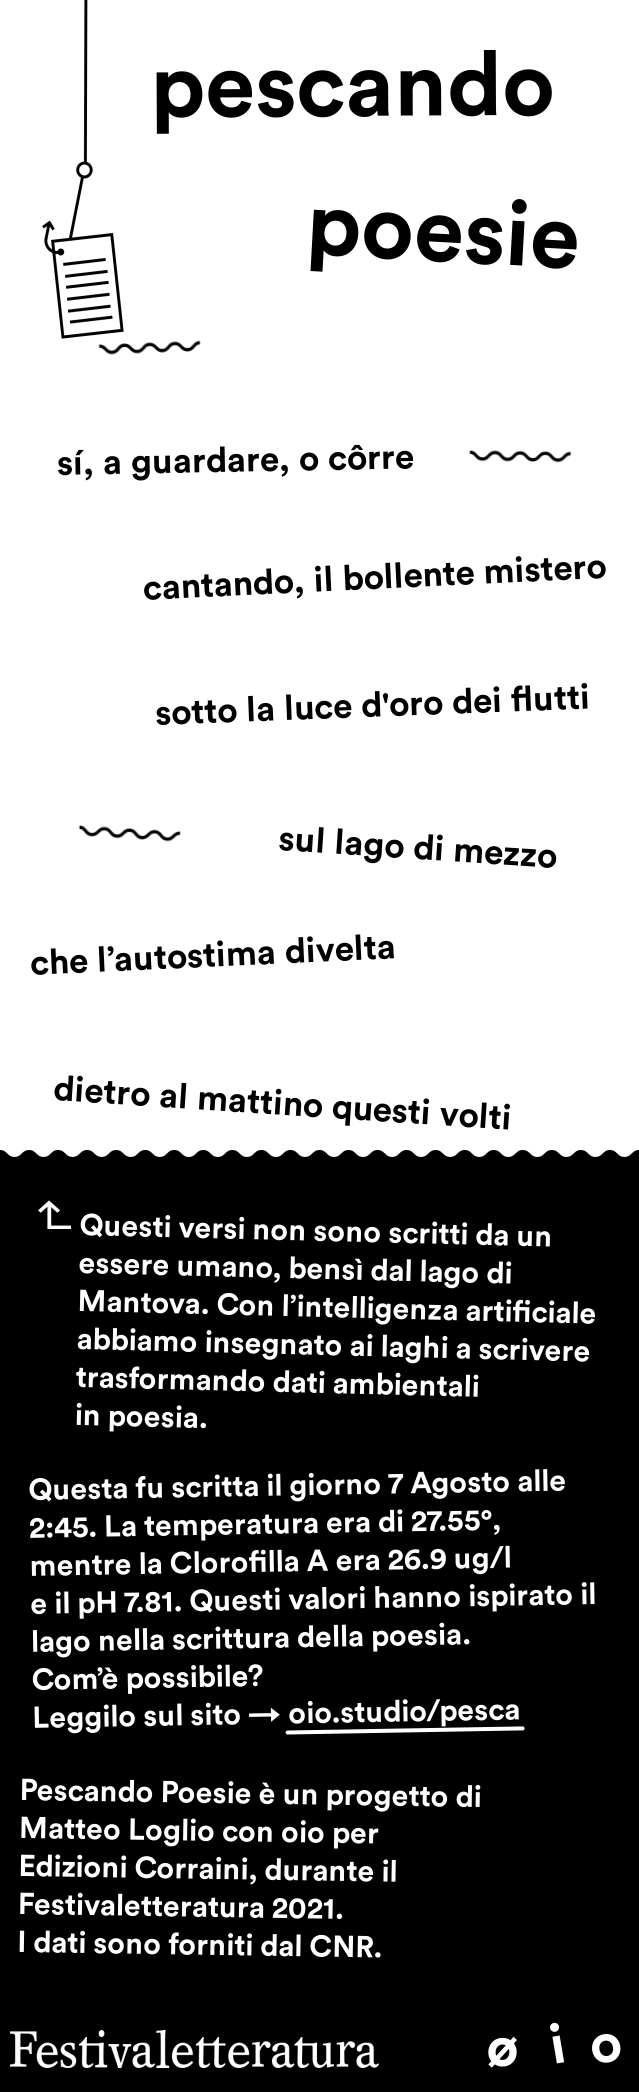 pescando
poesie
sí, a guardare, o côrre
cantando, il bollente mistero
sotto la luce d'oro dei flutti
sul lago di mezzo
che l’autostima divelta
dietro al mattino questi volti
Questi versi non sono scritti da un
essere umano, bensì dal lago di
Mantova. Con l’intelligenza artificiale
abbiamo insegnato ai laghi a scrivere
trasformando dati ambientali
in poesia.
Questa fu scritta il giorno 7 Agosto alle
2:45. La temperatura era di 27.55°,
mentre la Clorofilla A era 26.9 ug/l
e il pH 7.81. Questi valori hanno ispirato il
lago nella scrittura della poesia.
Com’è possibile?
Leggilo sul sito → oio.studio/pesca
Pescando Poesie è un progetto di
Matteo Loglio con oio per
Edizioni Corraini, durante il
Festivaletteratura 2021.
I dati sono forniti dal CNR.
Festivaletteratura ø i o